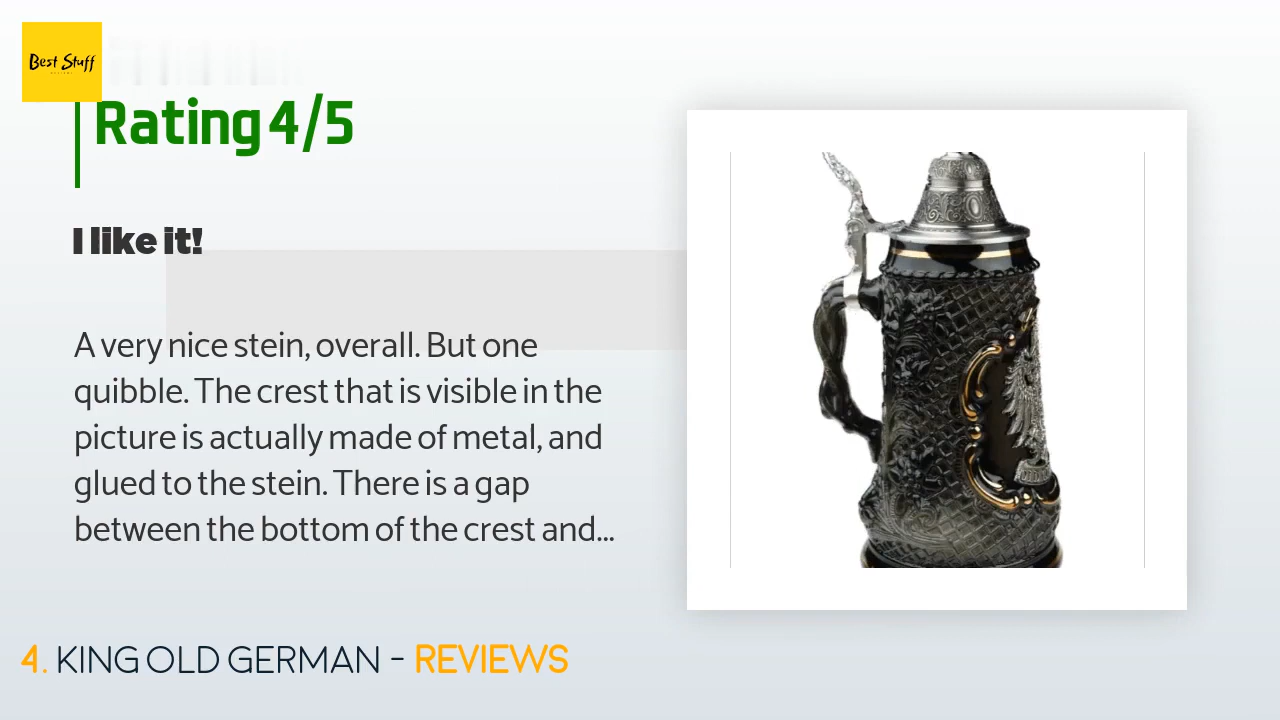 Best Stuff
Rating 4/5
I like it!
A very nice stein, overall. But one
quibble. The crest that is visible in the
picture is actually made of metal, and
glued to the stein. There is a gap
between the bottom of the crest and...
4. KING OLD GERMAN - REVIEWS